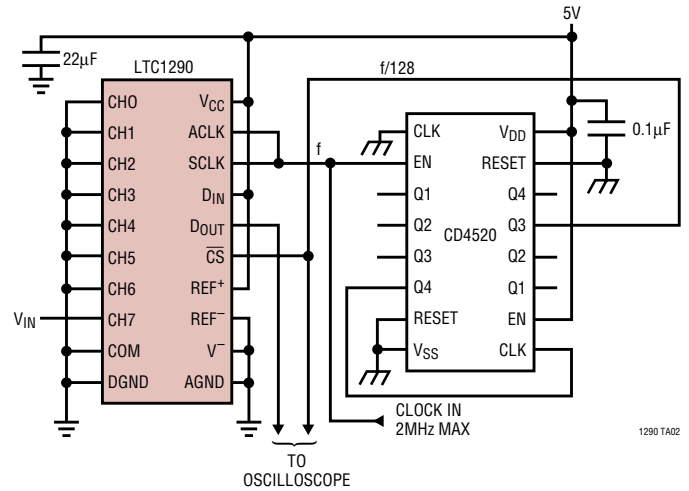 5V
22μF
LTC1290
f/128
CH0
CH1
CH2
CH3
CH4
CH5
CH6
CH7
COM
DGND
VCC
ACLK
SCLK
DIN
DOUT
CS
REF+
REF–
V–
AGND
VIN
f
CLK
EN
Q1
Q2
Q3
Q4
RESET
VSS
CD4520
VDD
RESET
Q4
Q3
Q2
Q1
EN
CLK
0.1μF
CLOCK IN
2MHz MAX
TO
OSCILLOSCOPE
1290 TA02